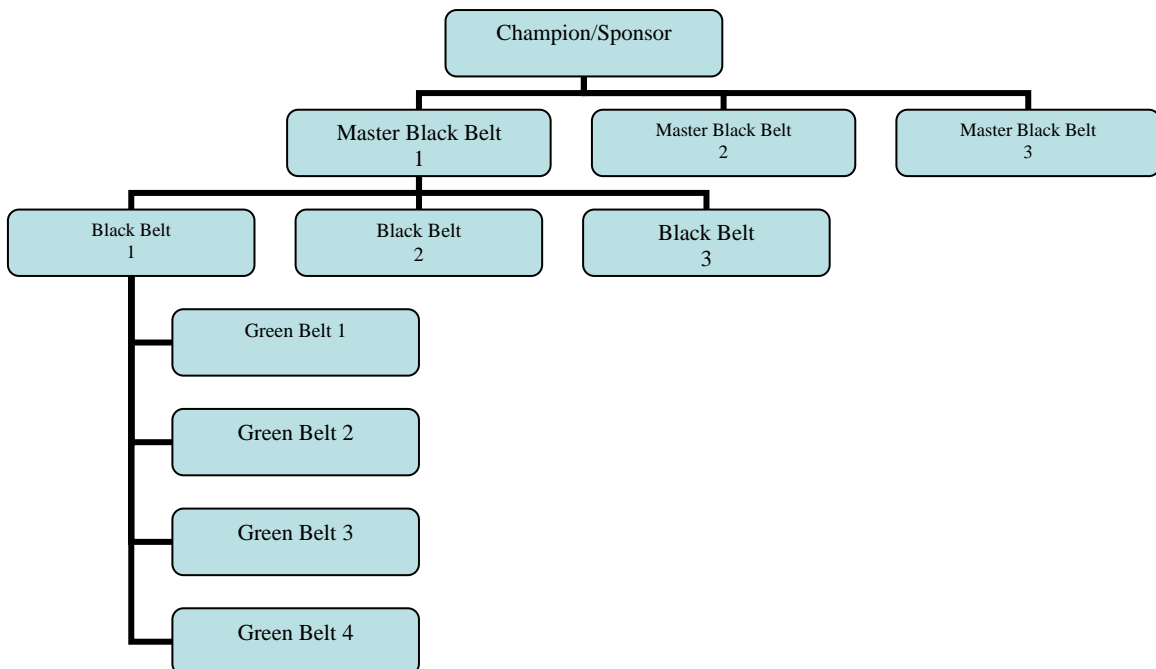 Champion/Sponsor
Master Black Belt
1
Master Black Belt
2
Master Black Belt
3
Black Belt
1
Black Belt
2
Black Belt
3
Green Belt 1
Green Belt 2
Green Belt 3
Green Belt 4